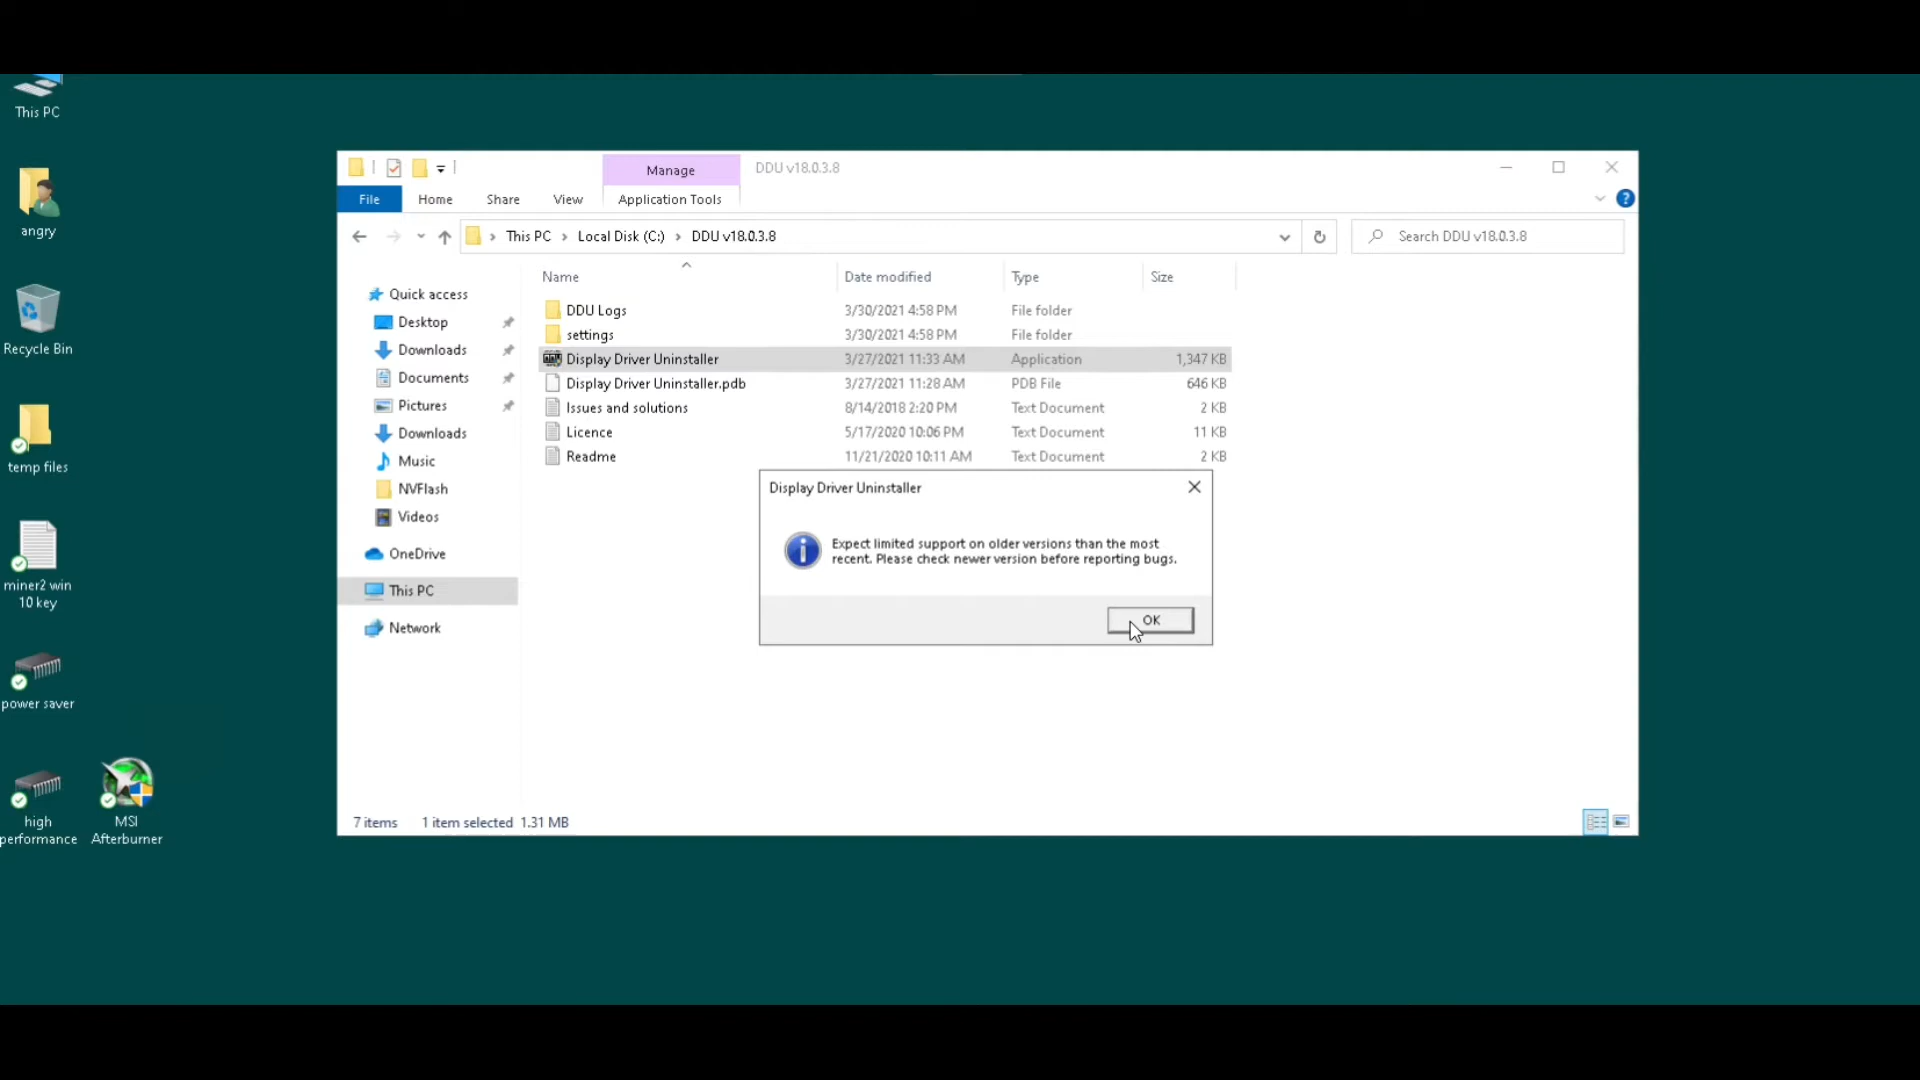 This PC
angry
Recycle Bin
temp files
miner2 win
10 key
power saver
high
performance
MSI
Afterburner
Manage
DDU v18.0.3.8
File
Home
Share
View
Application Tools
This PC > Local Disk (C:) > DDU v18.0.3.8
Search DDU v18.0.3.8
Quick access
Desktop
Downloads
Documents
Pictures
Downloads
Music
NVFlash
Videos
OneDrive
This PC
Network
Name Date modified Type Size
DDU Logs 3/30/2021 4:58 PM File folder
settings 3/30/2021 4:58 PM File folder
Display Driver Uninstaller 3/27/2021 11:33 AM Application 1,347 KB
Display Driver Uninstaller.pdb 3/27/2021 11:28 AM PDB File 646 KB
Issues and solutions 8/14/2018 2:20 PM Text Document 2 KB
Licence 5/17/2020 10:06 PM Text Document 11 KB
Readme 11/21/2020 10:11 AM Text Document 2 KB
Display Driver Uninstaller
Expect limited support on older versions than the most
recent. Please check newer version before reporting bugs.
OK
7 items 1 item selected 1.31 MB